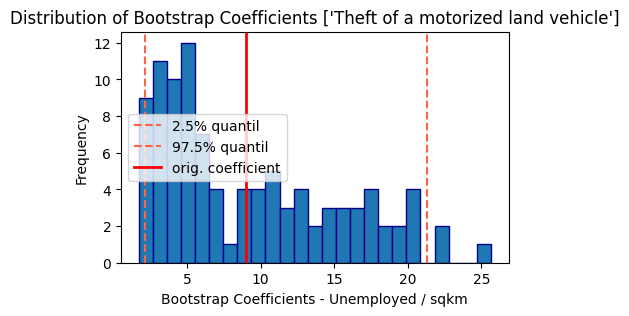 Distribution of Bootstrap Coefficients ['Theft of a motorized land vehicle']
12
10
8
6
4
2
0
Frequency
2.5% quantil
97.5% quantil
orig. coefficient
5
10
15
20
25
Bootstrap Coefficients - Unemployed / sqkm